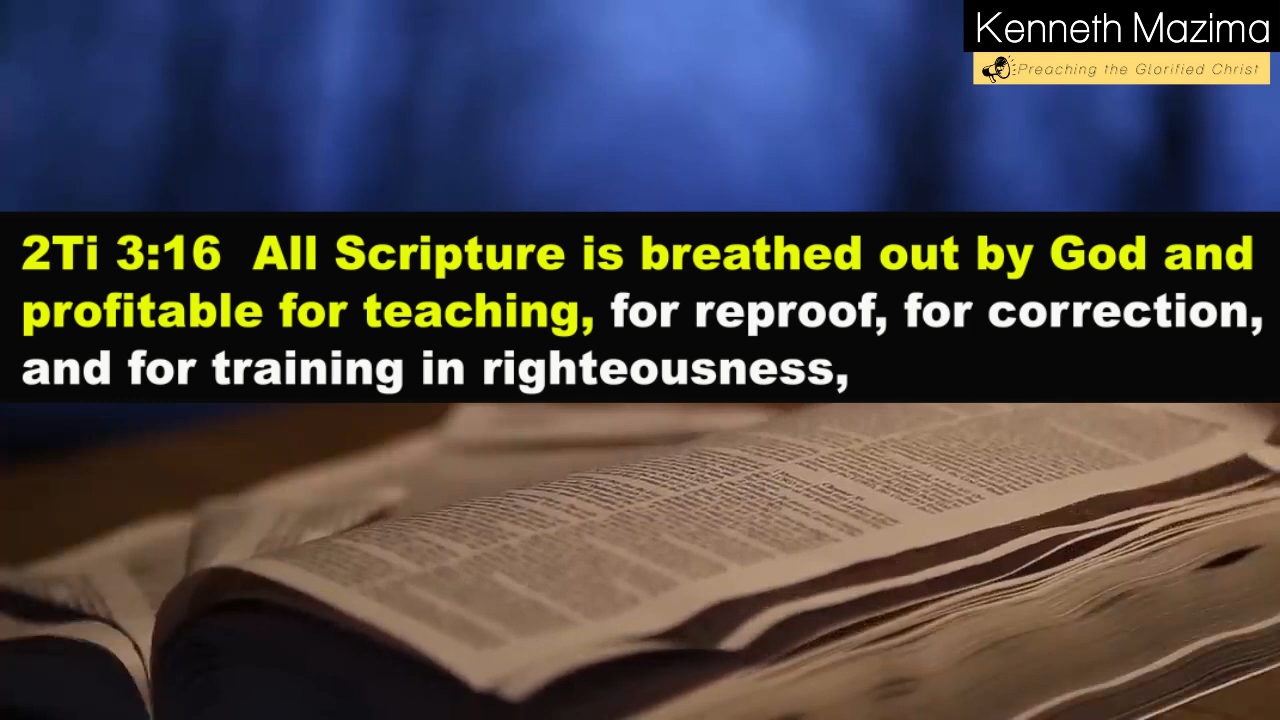 Kenneth Mazima
Preaching the Glorified Christ
2Ti 3:16 All Scripture is breathed out by God and
profitable for teaching, for reproof, for correction,
and for training in righteousness,